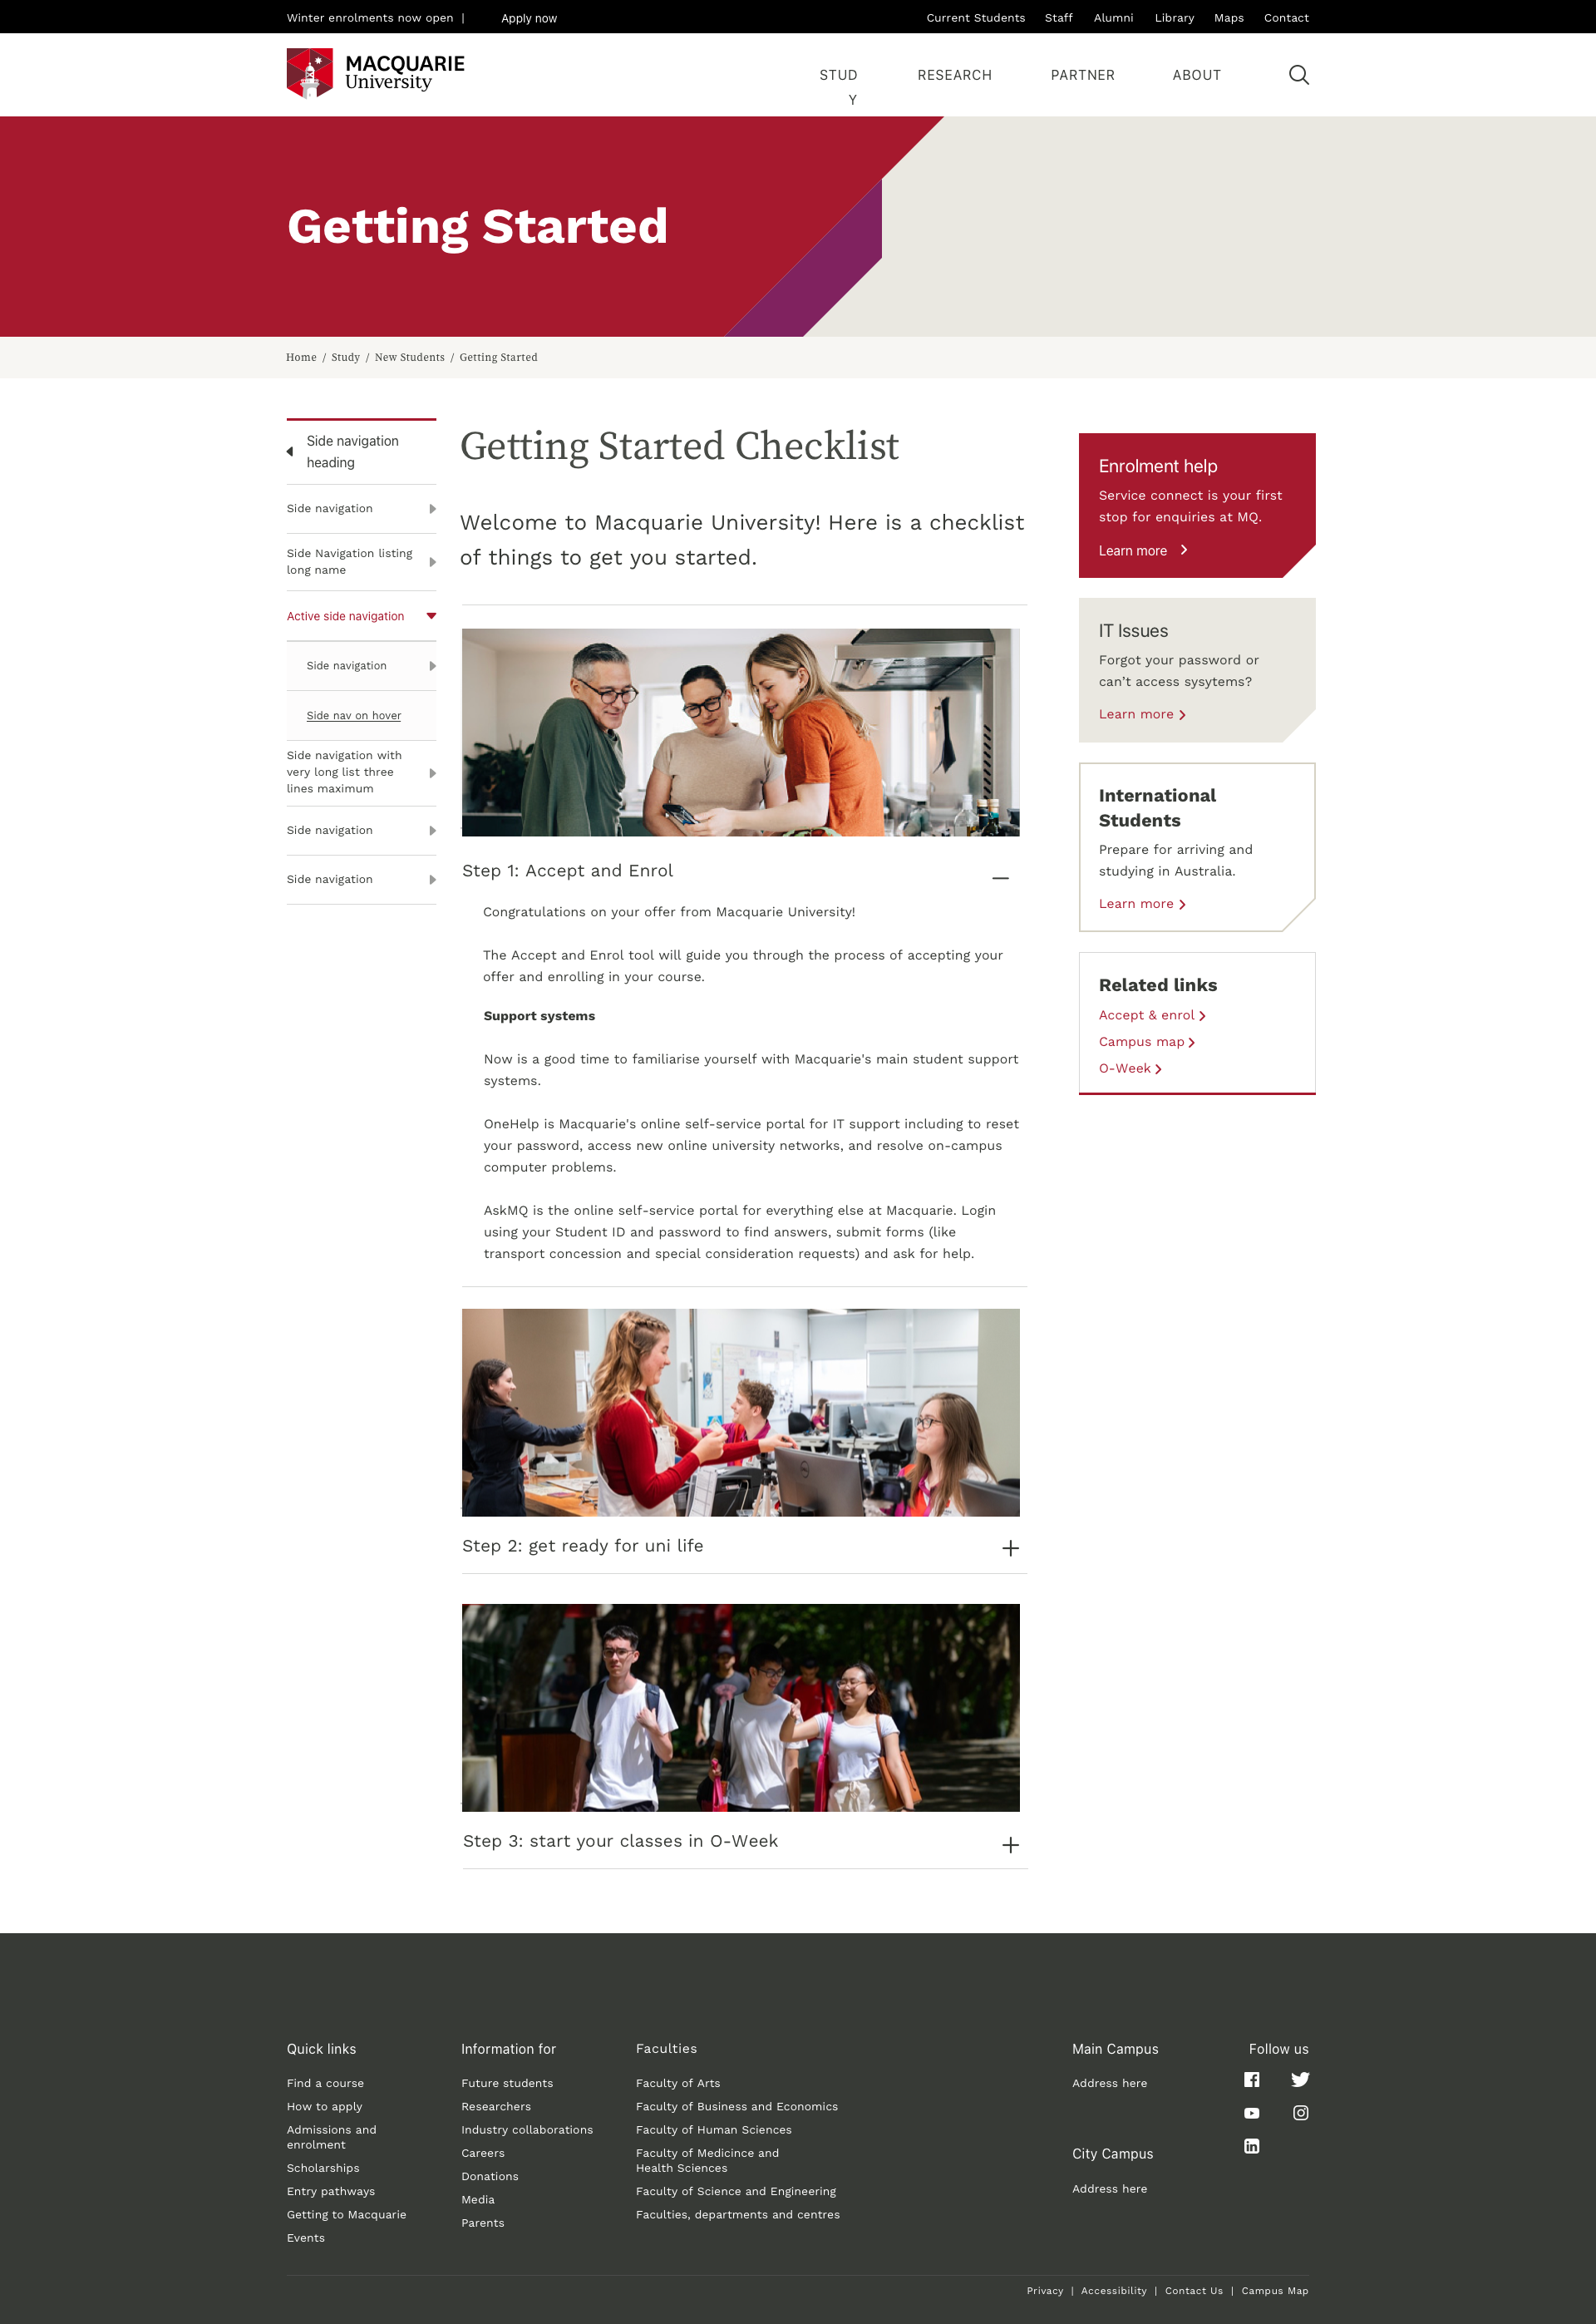 Winter enrolments now open |
Apply now
Current Students Staff Alumni Library Maps Contact
MACQUARIE
University
STUD
Y
RESEARCH
PARTNER
ABOUT
Getting Started
Home / Study / New Students / Getting Started
Side navigation
heading
Side navigation
Side Navigation listing
long name
Active side navigation
Side navigation
Side nav on hover
Side navigation with
very long list three
lines maximum
Side navigation
Side navigation
Getting Started Checklist
Welcome to Macquarie University! Here is a checklist
of things to get you started.
Step 1: Accept and Enrol
Congratulations on your offer from Macquarie University!
The Accept and Enrol tool will guide you through the process of accepting your
offer and enrolling in your course.
Support systems
Now is a good time to familiarise yourself with Macquarie's main student support
systems.
OneHelp is Macquarie's online self-service portal for IT support including to reset
your password, access new online university networks, and resolve on-campus
computer problems.
AskMQ is the online self-service portal for everything else at Macquarie. Login
using your Student ID and password to find answers, submit forms (like
transport concession and special consideration requests) and ask for help.
Step 2: get ready for uni life
Step 3: start your classes in O-Week
Enrolment help
Service connect is your first
stop for enquiries at MQ.
Learn more
IT Issues
Forgot your password or
can’t access sysytems?
Learn more
International
Students
Prepare for arriving and
studying in Australia.
Learn more
Related links
Accept & enrol
Campus map
O-Week
Quick links
Find a course
How to apply
Admissions and
enrolment
Scholarships
Entry pathways
Getting to Macquarie
Events
Information for
Future students
Researchers
Industry collaborations
Careers
Donations
Media
Parents
Faculties
Faculty of Arts
Faculty of Business and Economics
Faculty of Human Sciences
Faculty of Medicince and
Health Sciences
Faculty of Science and Engineering
Faculties, departments and centres
Main Campus
Address here
City Campus
Address here
Follow us
Privacy | Accessibility | Contact Us | Campus Map